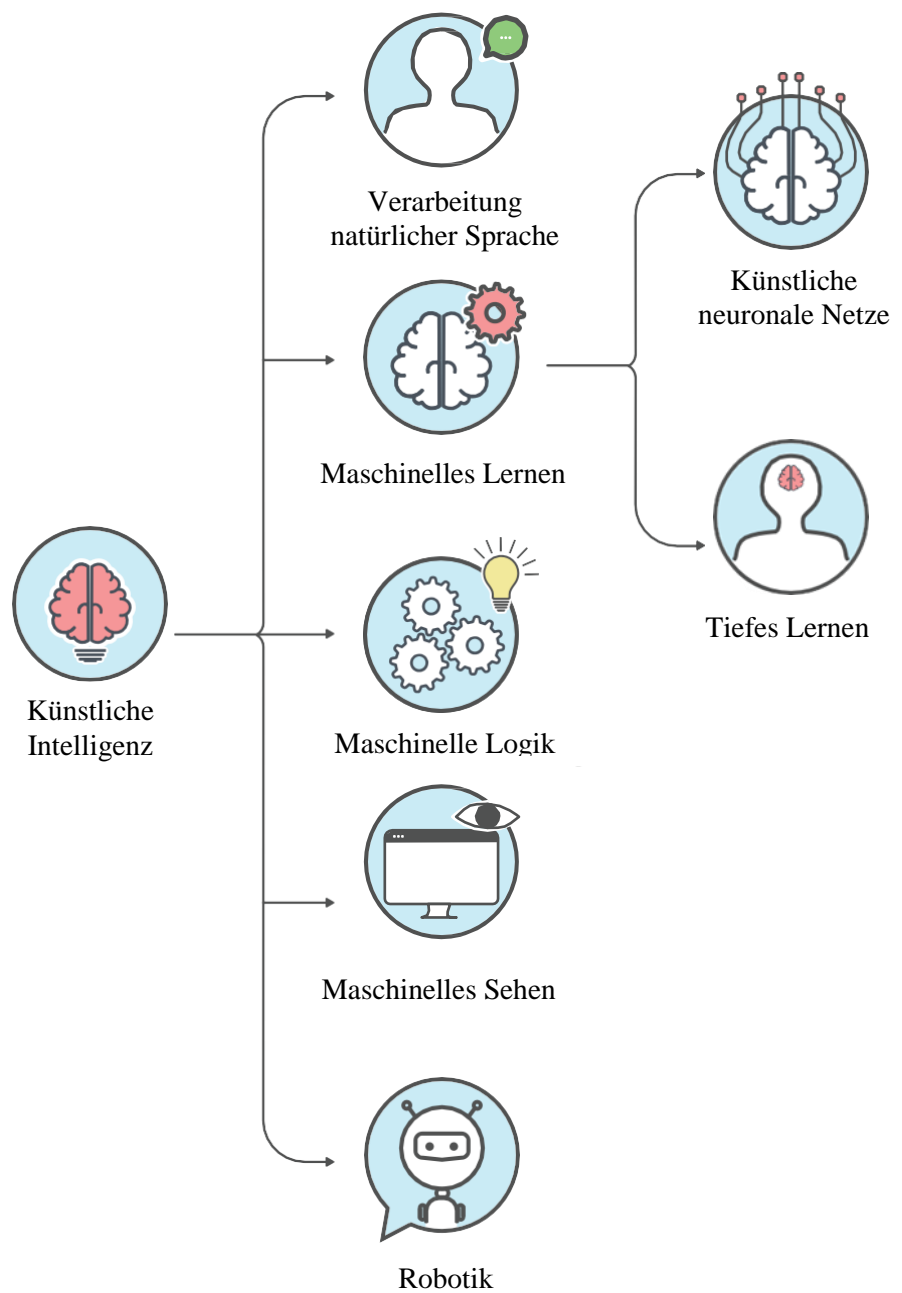 Verarbeitung
natürlicher Sprache
Künstliche
neuronale Netze
Maschinelles Lernen
Tiefes Lernen
Künstliche
Intelligenz
Maschinelle Logik
Maschinelles Sehen
Robotik